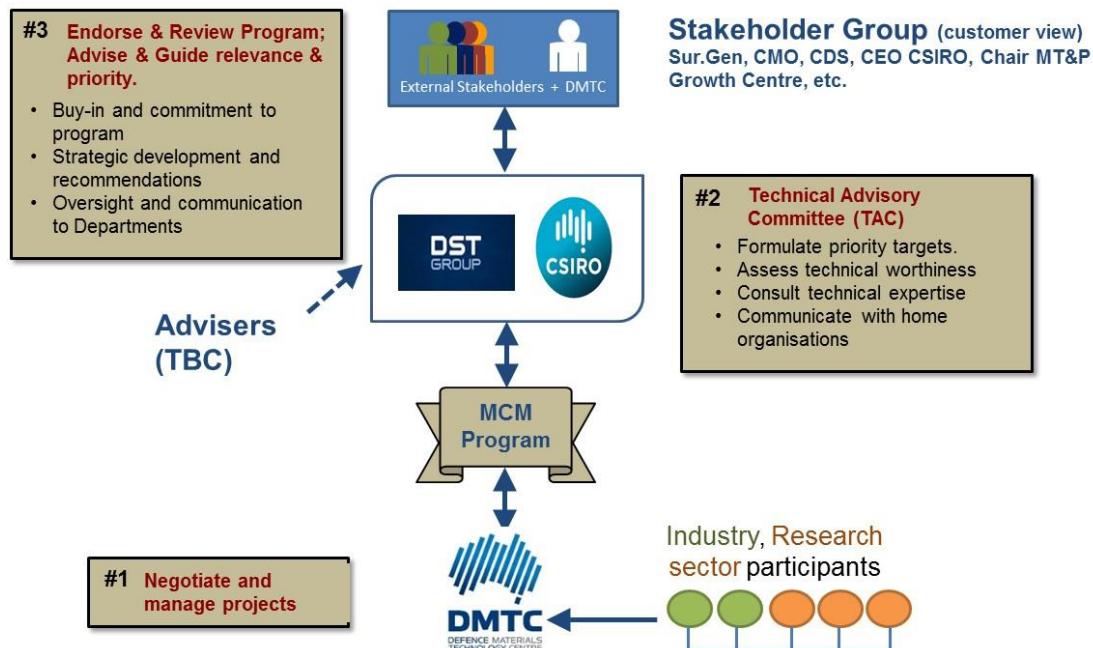 #3 Endorse & Review Program;
Advise & Guide relevance &
priority.
• Buy-in and commitment to
program
• Strategic development and
recommendations
• Oversight and communication
to Departments
External Stakeholders + DMTC
Stakeholder Group (customer view)
Sur.Gen, CMO, CDS, CEO CSIRO, Chair MT&P
Growth Centre, etc.
DST
GROUP
CSIRO
#2 Technical Advisory
Committee (TAC)
• Formulate priority targets.
• Assess technical worthiness
• Consult technical expertise
• Communicate with home
organisations
Advisers
(TBC)
MCM
Program
#1 Negotiate and
manage projects
DMTC
DEFENCE MATERIALS
TECHNOLOGY CENTRE
Industry, Research
sector participants